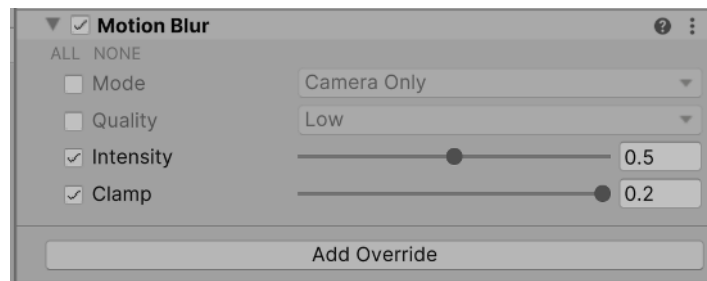 Motion Blur
ALL NONE
Mode Camera Only
Quality Low
Intensity 0.5
Clamp 0.2
Add Override